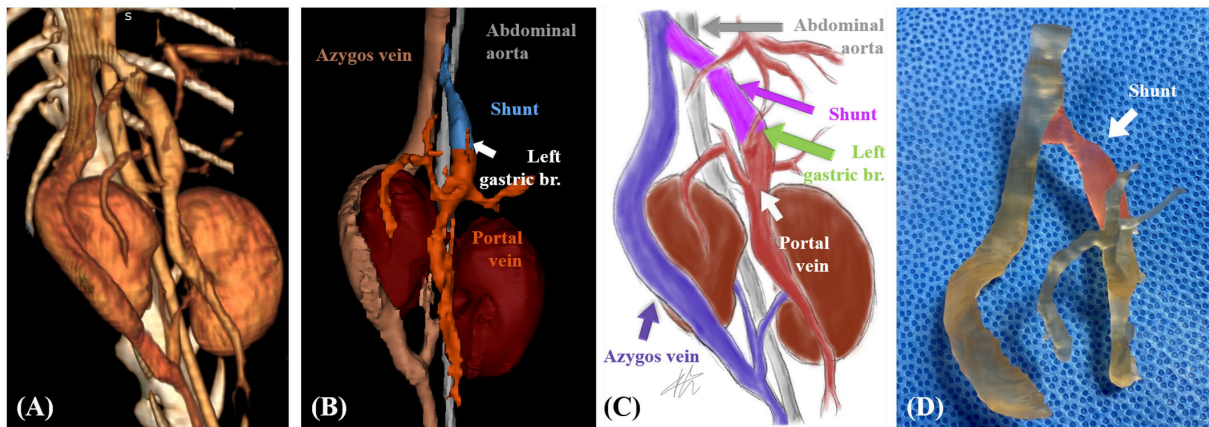 S
(A)
Abdominal
aorta
Azygos vein
Shunt
Left
gastric br.
Portal
vein
(B)
Abdominal
aorta
Shunt
Left
gastric br.
Portal
vein
Azygos vein
(C)
Shunt
(D)